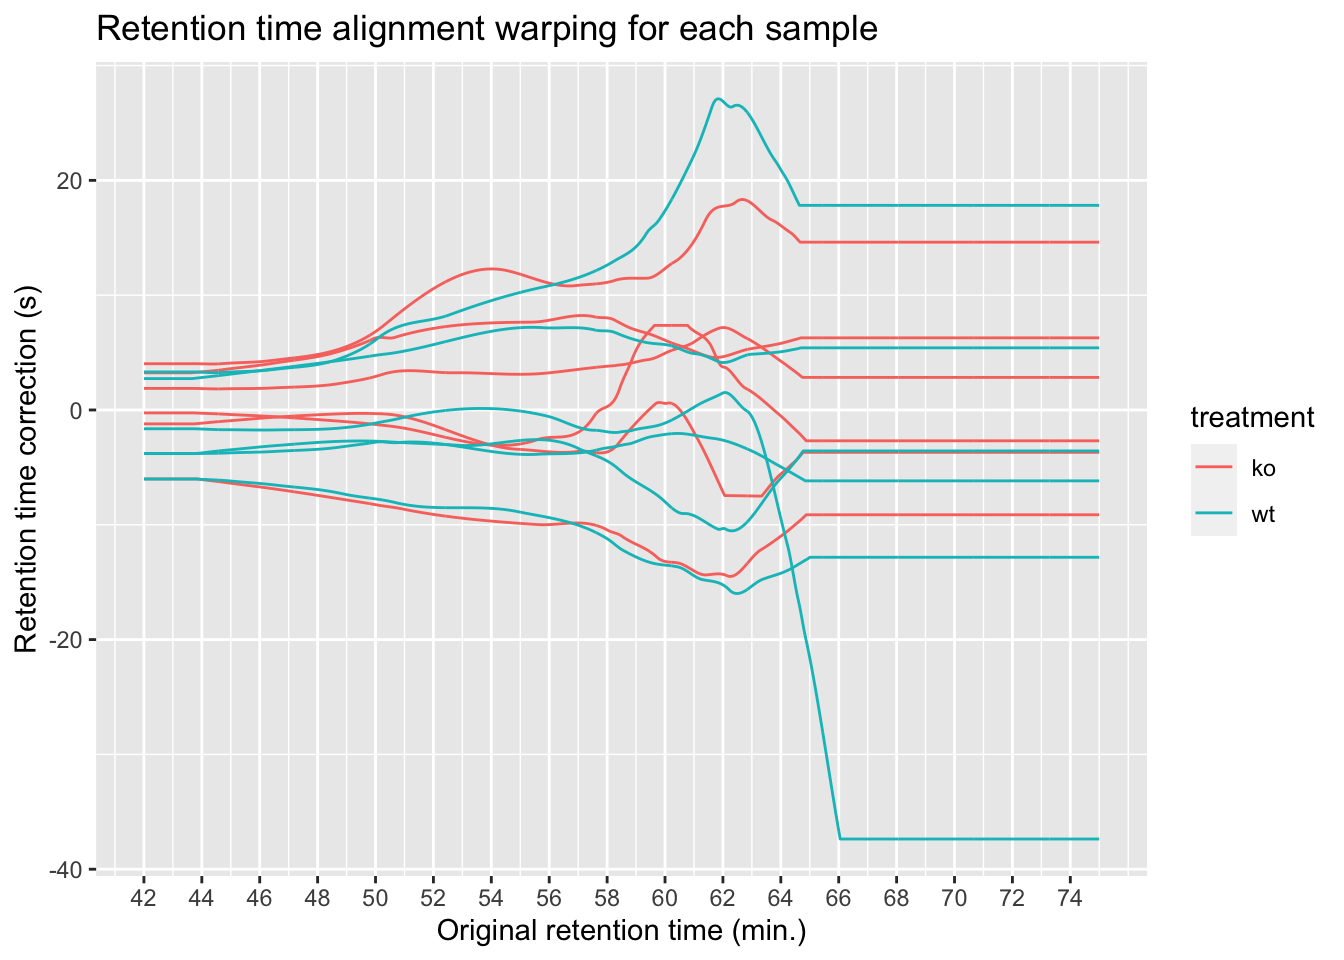 Retention time alignment warping for each sample
Retention time correction (s)
20
0
-20
-40
42 44 46 48 50 52 54 56 58 60 62 64 66 68 70 72 74
Original retention time (min.)
treatment
ko
wt